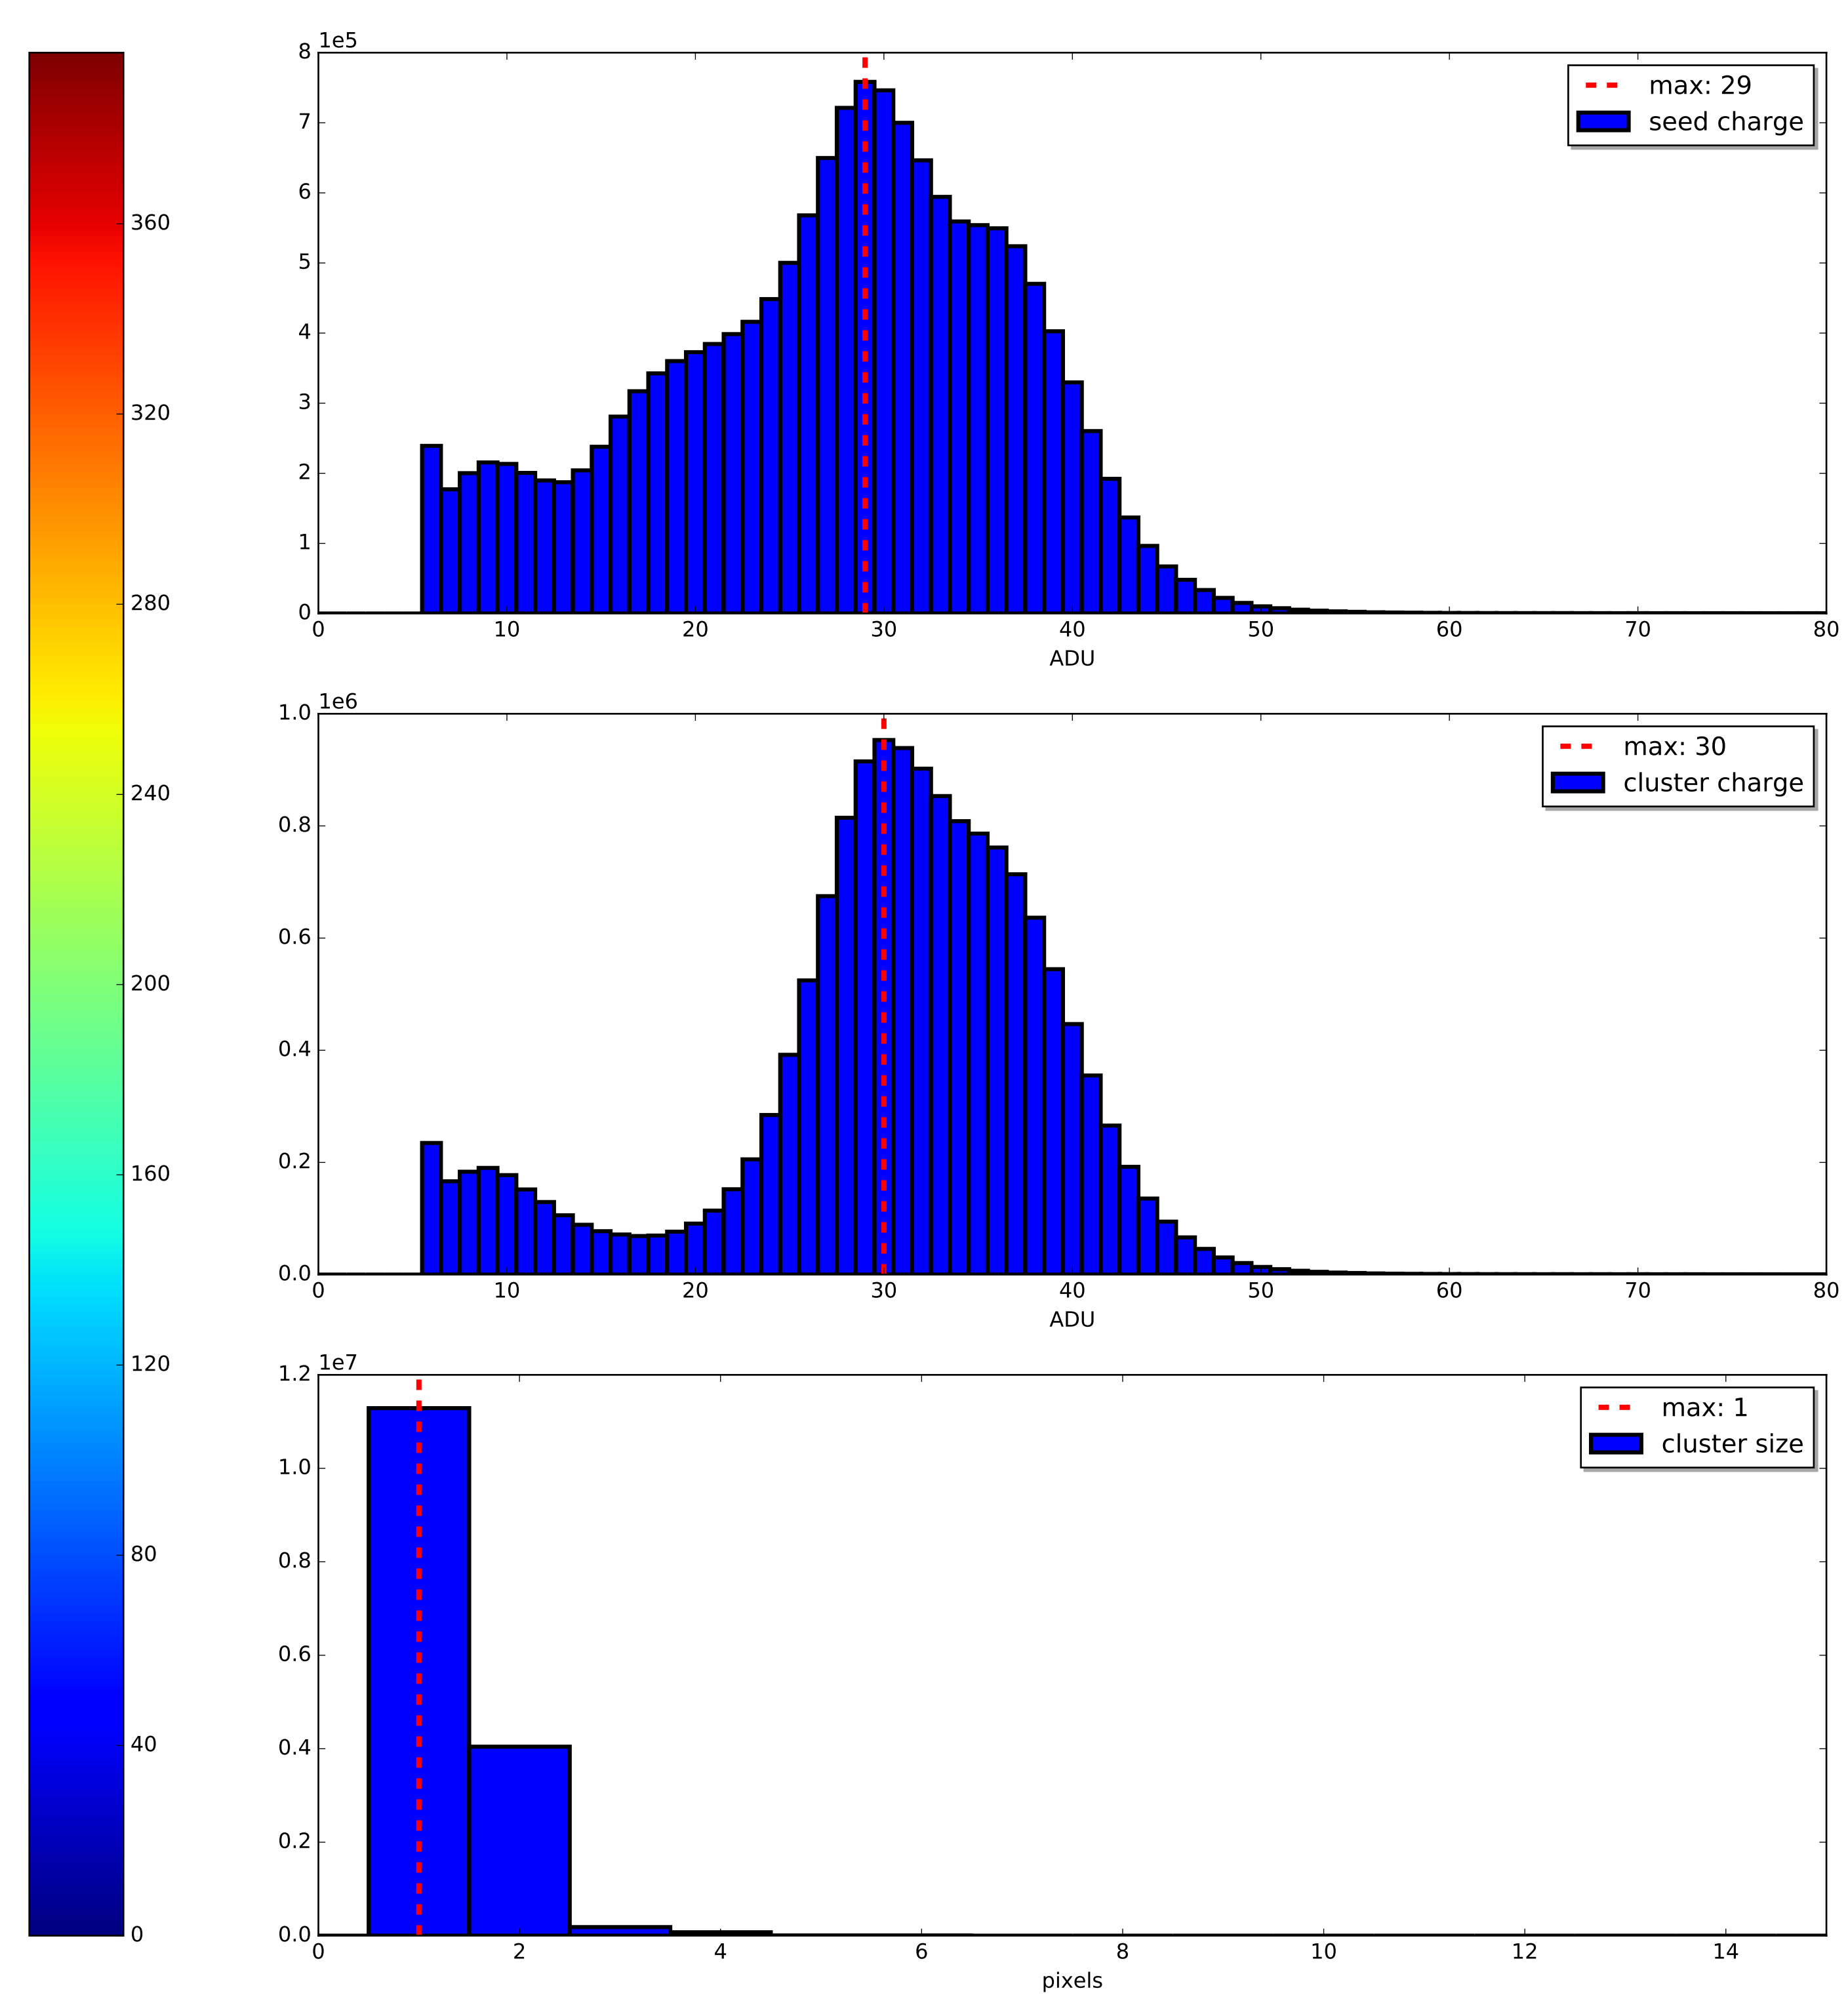 360
320
280
240
200
160
120
80
40
0
1e5
8
7
6
5
4
3
2
1
0
0 10 20 30 40 50 60 70 80
ADU
max: 29
seed charge
1e6
1.0
0.8
0.6
0.4
0.2
0.0
0 10 20 30 40 50 60 70 80
ADU
max: 30
cluster charge
1e7
1.2
1.0
0.8
0.6
0.4
0.2
0.0
0 2 4 6 8 10 12 14
pixels
max: 1
cluster size